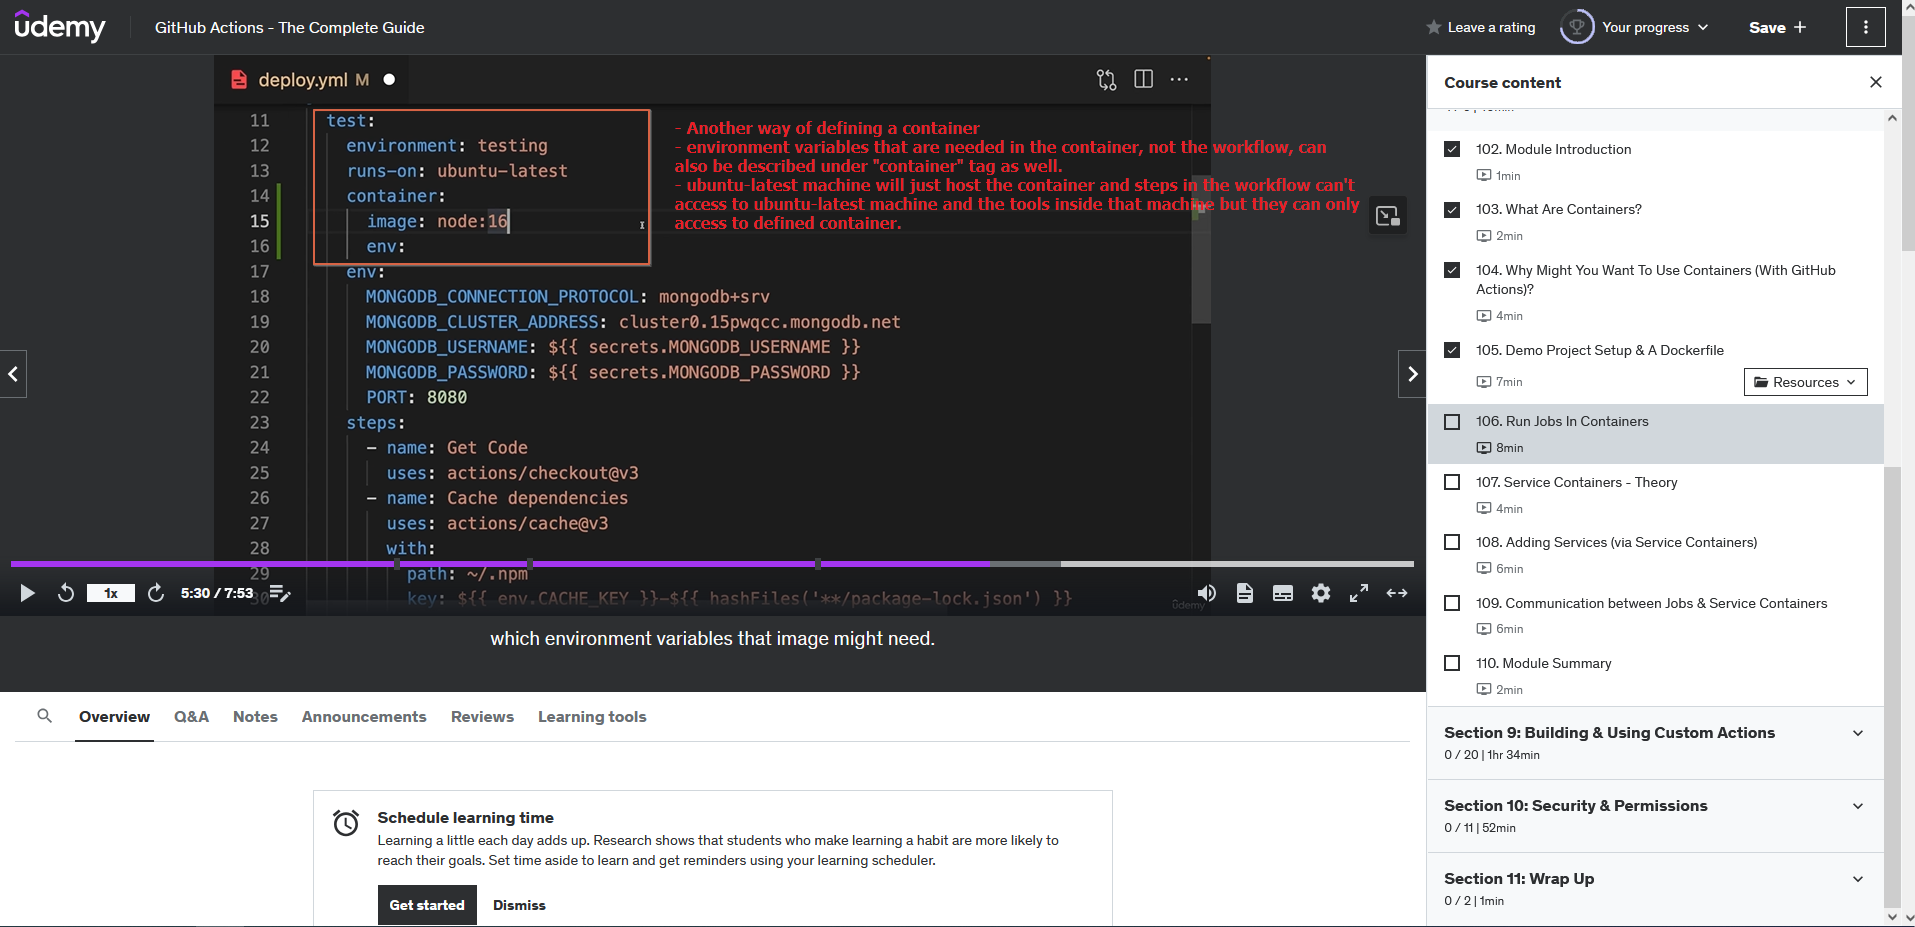 ûdemy
GitHub Actions - The Complete Guide
Leave a rating
Your progress
Save +
deploy.yml M
11 test:
12 environment: testing
13 runs-on: ubuntu-latest
14 container:
15 image: node:16
16 env:
17 env:
18 MONGODB_CONNECTION_PROTOCOL: mongodb+srv
19 MONGODB_CLUSTER_ADDRESS: cluster0.15pwqcc.mongodb.net
20 MONGODB_USERNAME: ${{ secrets.MONGODB_USERNAME }}
21 MONGODB_PASSWORD: ${{ secrets.MONGODB_PASSWORD }}
22 PORT: 8080
23 steps:
24 - name: Get Code
25 uses: actions/checkout@v3
26 - name: Cache dependencies
27 uses: actions/cache@v3
28 with:
29 path: ~/.npm
30 key: ${{ env.CACHE_KEY }}-${{ hashFiles('**/package-lock.json') }}
- Another way of defining a container
- environment variables that are needed in the container, not the workflow, can
also be described under "container" tag as well.
- ubuntu-latest machine will just host the container and steps in the workflow can't
access to ubuntu-latest machine and the tools inside that machine but they can only
access to defined container.
1x
5:30 / 7:53
udemy
which environment variables that image might need.
Overview
Q&A
Notes
Announcements
Reviews
Learning tools
Schedule learning time
Learning a little each day adds up. Research shows that students who make learning a habit are more likely to
reach their goals. Set time aside to learn and get reminders using your learning scheduler.
Get started
Dismiss
Course content
102. Module Introduction
1min
103. What Are Containers?
2min
104. Why Might You Want To Use Containers (With GitHub
Actions)?
4min
105. Demo Project Setup & A Dockerfile
7min
Resources
106. Run Jobs In Containers
8min
107. Service Containers - Theory
4min
108. Adding Services (via Service Containers)
6min
109. Communication between Jobs & Service Containers
6min
110. Module Summary
2min
Section 9: Building & Using Custom Actions
0 / 20 | 1hr 34min
Section 10: Security & Permissions
0 / 11 | 52min
Section 11: Wrap Up
0 / 2 | 1min